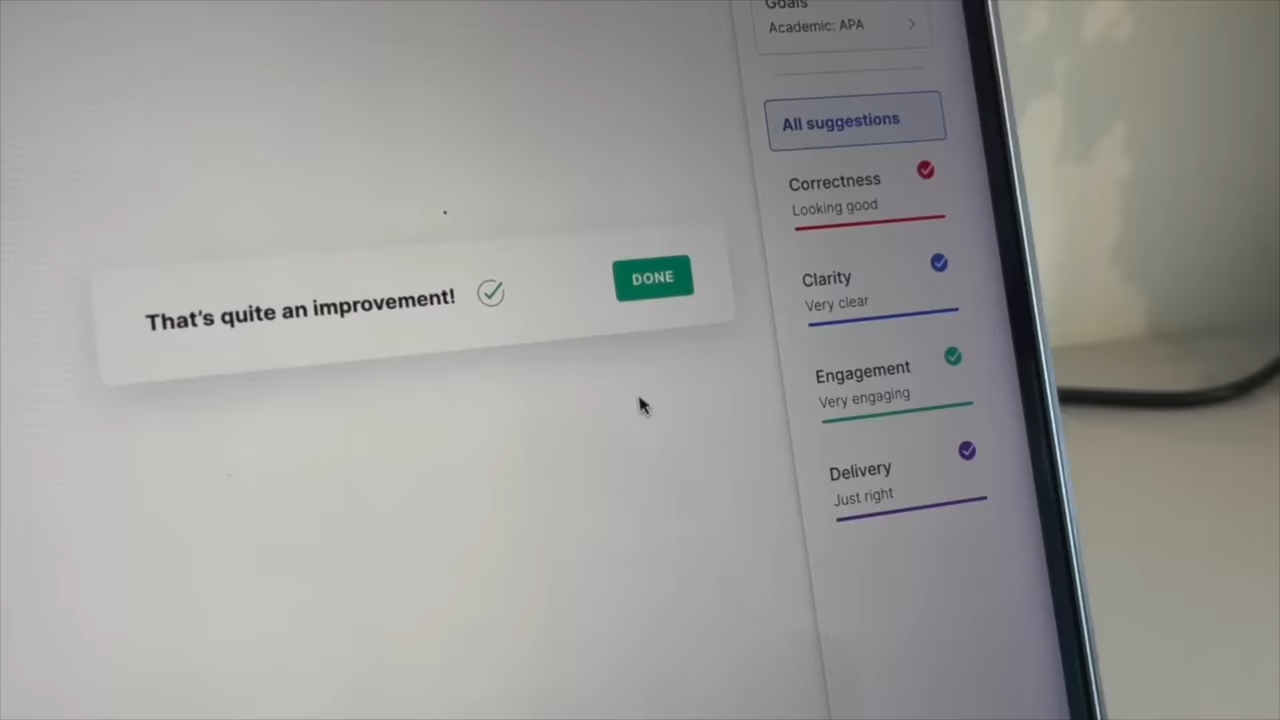 Goals
Academic: APA
All suggestions
Correctness
Looking good
Clarity
Very clear
Engagement
Very engaging
Delivery
Just right
That's quite an improvement!
DONE